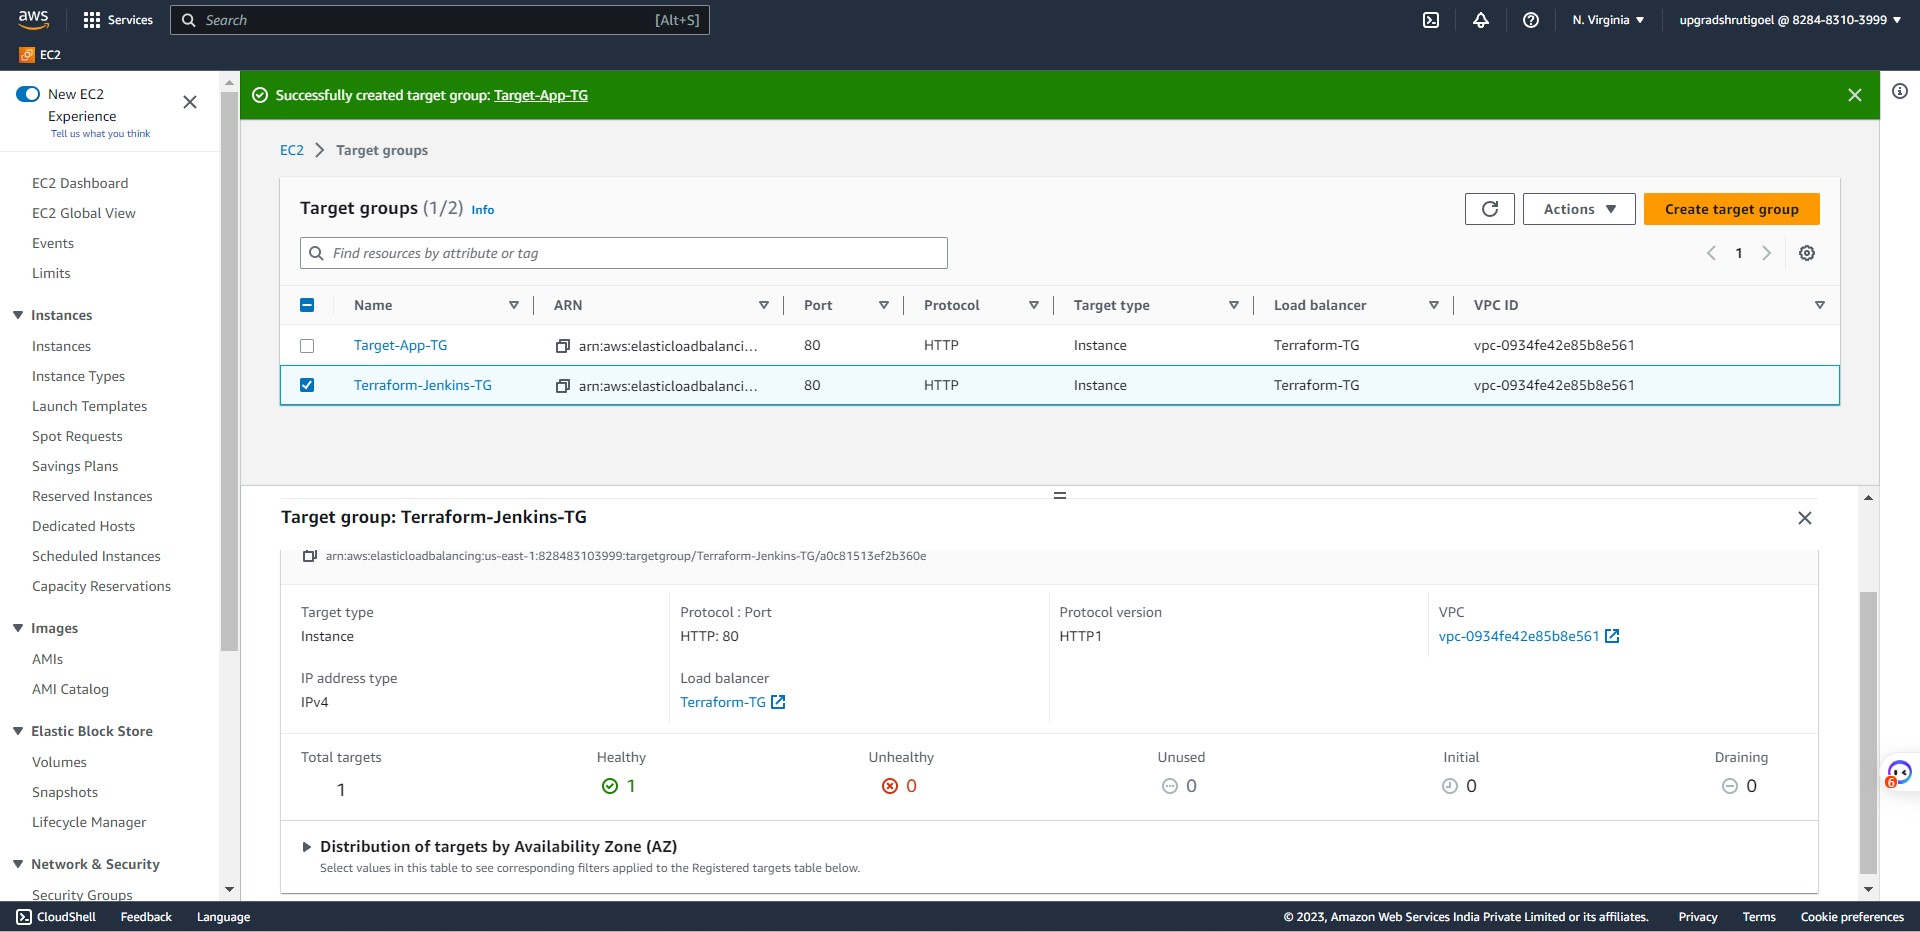 aws
Services
Search
[Alt+S]
N. Virginia
upgradshrutigoel @ 8284-8310-3999
EC2
New EC2
Experience
Tell us what you think
EC2 Dashboard
EC2 Global View
Events
Limits
Instances
Instances
Instance Types
Launch Templates
Spot Requests
Savings Plans
Reserved Instances
Dedicated Hosts
Scheduled Instances
Capacity Reservations
Images
AMIs
AMI Catalog
Elastic Block Store
Volumes
Snapshots
Lifecycle Manager
Network & Security
Security Groups
Successfully created target group: Target-App-TG
EC2 > Target groups
Target groups (1/2) Info
Actions
Create target group
Find resources by attribute or tag
1
Name ARN Port Protocol Target type Load balancer VPC ID
Target-App-TG arn:aws:elasticloadbalanci... 80 HTTP Instance Terraform-TG vpc-0934fe42e85b8e561
Terraform-Jenkins-TG arn:aws:elasticloadbalanci... 80 HTTP Instance Terraform-TG vpc-0934fe42e85b8e561
Target group: Terraform-Jenkins-TG
arn:aws:elasticloadbalancing:us-east-1:828483103999:targetgroup/Terraform-Jenkins-TG/a0c81513ef2b360e
Target type
Instance
Protocol : Port
HTTP: 80
Protocol version
HTTP1
VPC
vpc-0934fe42e85b8e561
IP address type
IPv4
Load balancer
Terraform-TG
Total targets
1
Healthy
1
Unhealthy
0
Unused
0
Initial
0
Draining
0
Distribution of targets by Availability Zone (AZ)
Select values in this table to see corresponding filters applied to the Registered targets table below.
6
CloudShell Feedback Language
© 2023, Amazon Web Services India Private Limited or its affiliates. Privacy Terms Cookie preferences